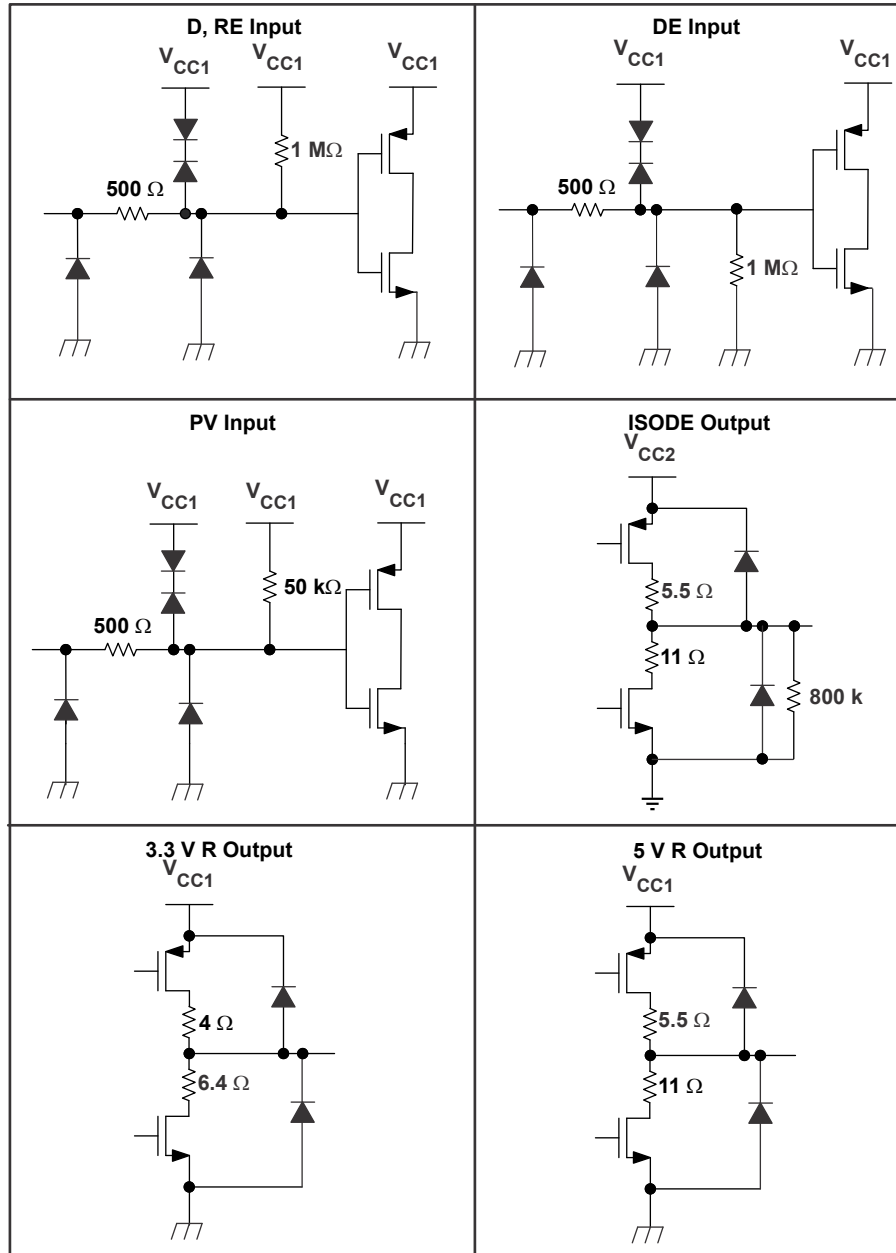 D, RE Input
VCC1
VCC1
VCC1
1 MΩ
500 Ω
DE Input
VCC1
VCC1
500 Ω
1 MΩ
PV Input
VCC1
VCC1
VCC1
50 kΩ
500 Ω
ISODE Output
VCC2
5.5 Ω
11 Ω
800 k
3.3 V R Output
VCC1
4 Ω
6.4 Ω
5 V R Output
VCC1
5.5 Ω
11 Ω